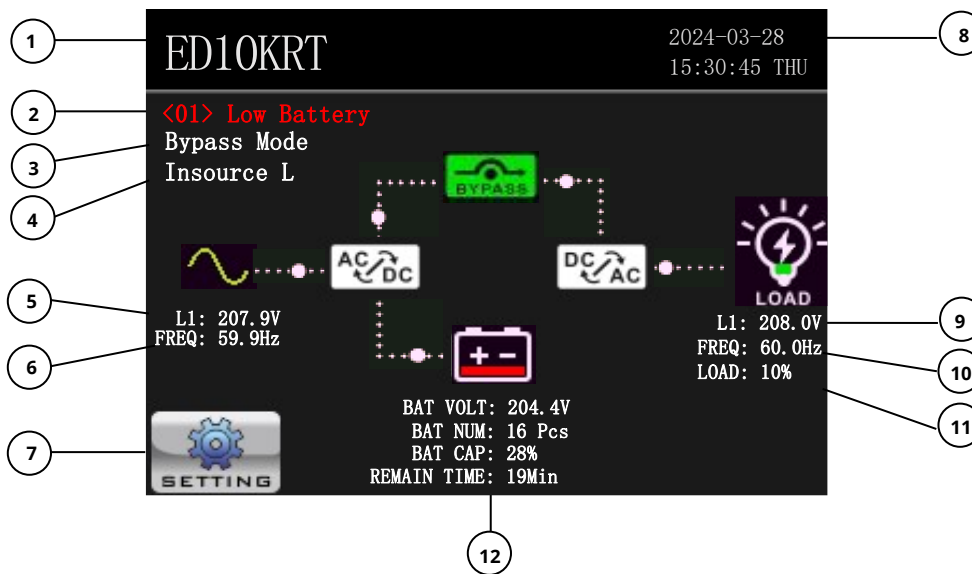 1
ED10KRT
2024-03-28
15:30:45 THU
8
2
<01> Low Battery
3
Bypass Mode
4
Insource L
BYPASS
AC DC
DC AC
LOAD
5
L1: 207.9V
6
FREQ: 59.9Hz
L1: 208.0V
9
FREQ: 60.0Hz
10
LOAD: 10%
11
+ -
BAT VOLT: 204.4V
BAT NUM: 16 Pcs
BAT CAP: 28%
REMAIN TIME: 19Min
7
SETTING
12